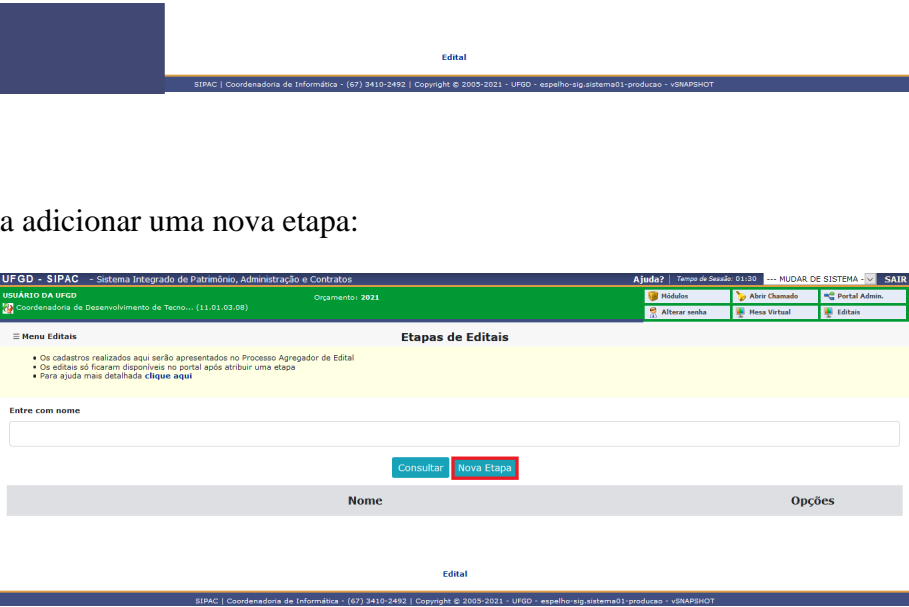 Edital
SIPAC | Coordenadoria de Informática - (67) 3410-2492 | Copyright © 2005-2021 - UFGD - espelho-sig.sistema01-producao - vSNAPSHOT
a adicionar uma nova etapa:
UFGD - SIPAC - Sistema Integrado de Patrimônio, Administração e Contratos Ajuda? | Tempo de Sessão: 01:30 --- MUDAR DE SISTEMA - SAIR
USUÁRIO DA UFGD Orçamento: 2021 Módulos Abrir Chamado Portal Admin.
Coordenadoria de Desenvolvimento de Tecno... (11.01.03.08) Alterar senha Mesa Virtual Editais
☰ Menu Editais Etapas de Editais
• Os cadastros realizados aqui serão apresentados no Processo Agregador de Edital
• Os editais só ficaram disponíveis no portal após atribuir uma etapa
• Para ajuda mais detalhada clique aqui
Entre com nome
Consultar Nova Etapa
Nome Opções
Edital
SIPAC | Coordenadoria de Informática - (67) 3410-2492 | Copyright © 2005-2021 - UFGD - espelho-sig.sistema01-producao - vSNAPSHOT